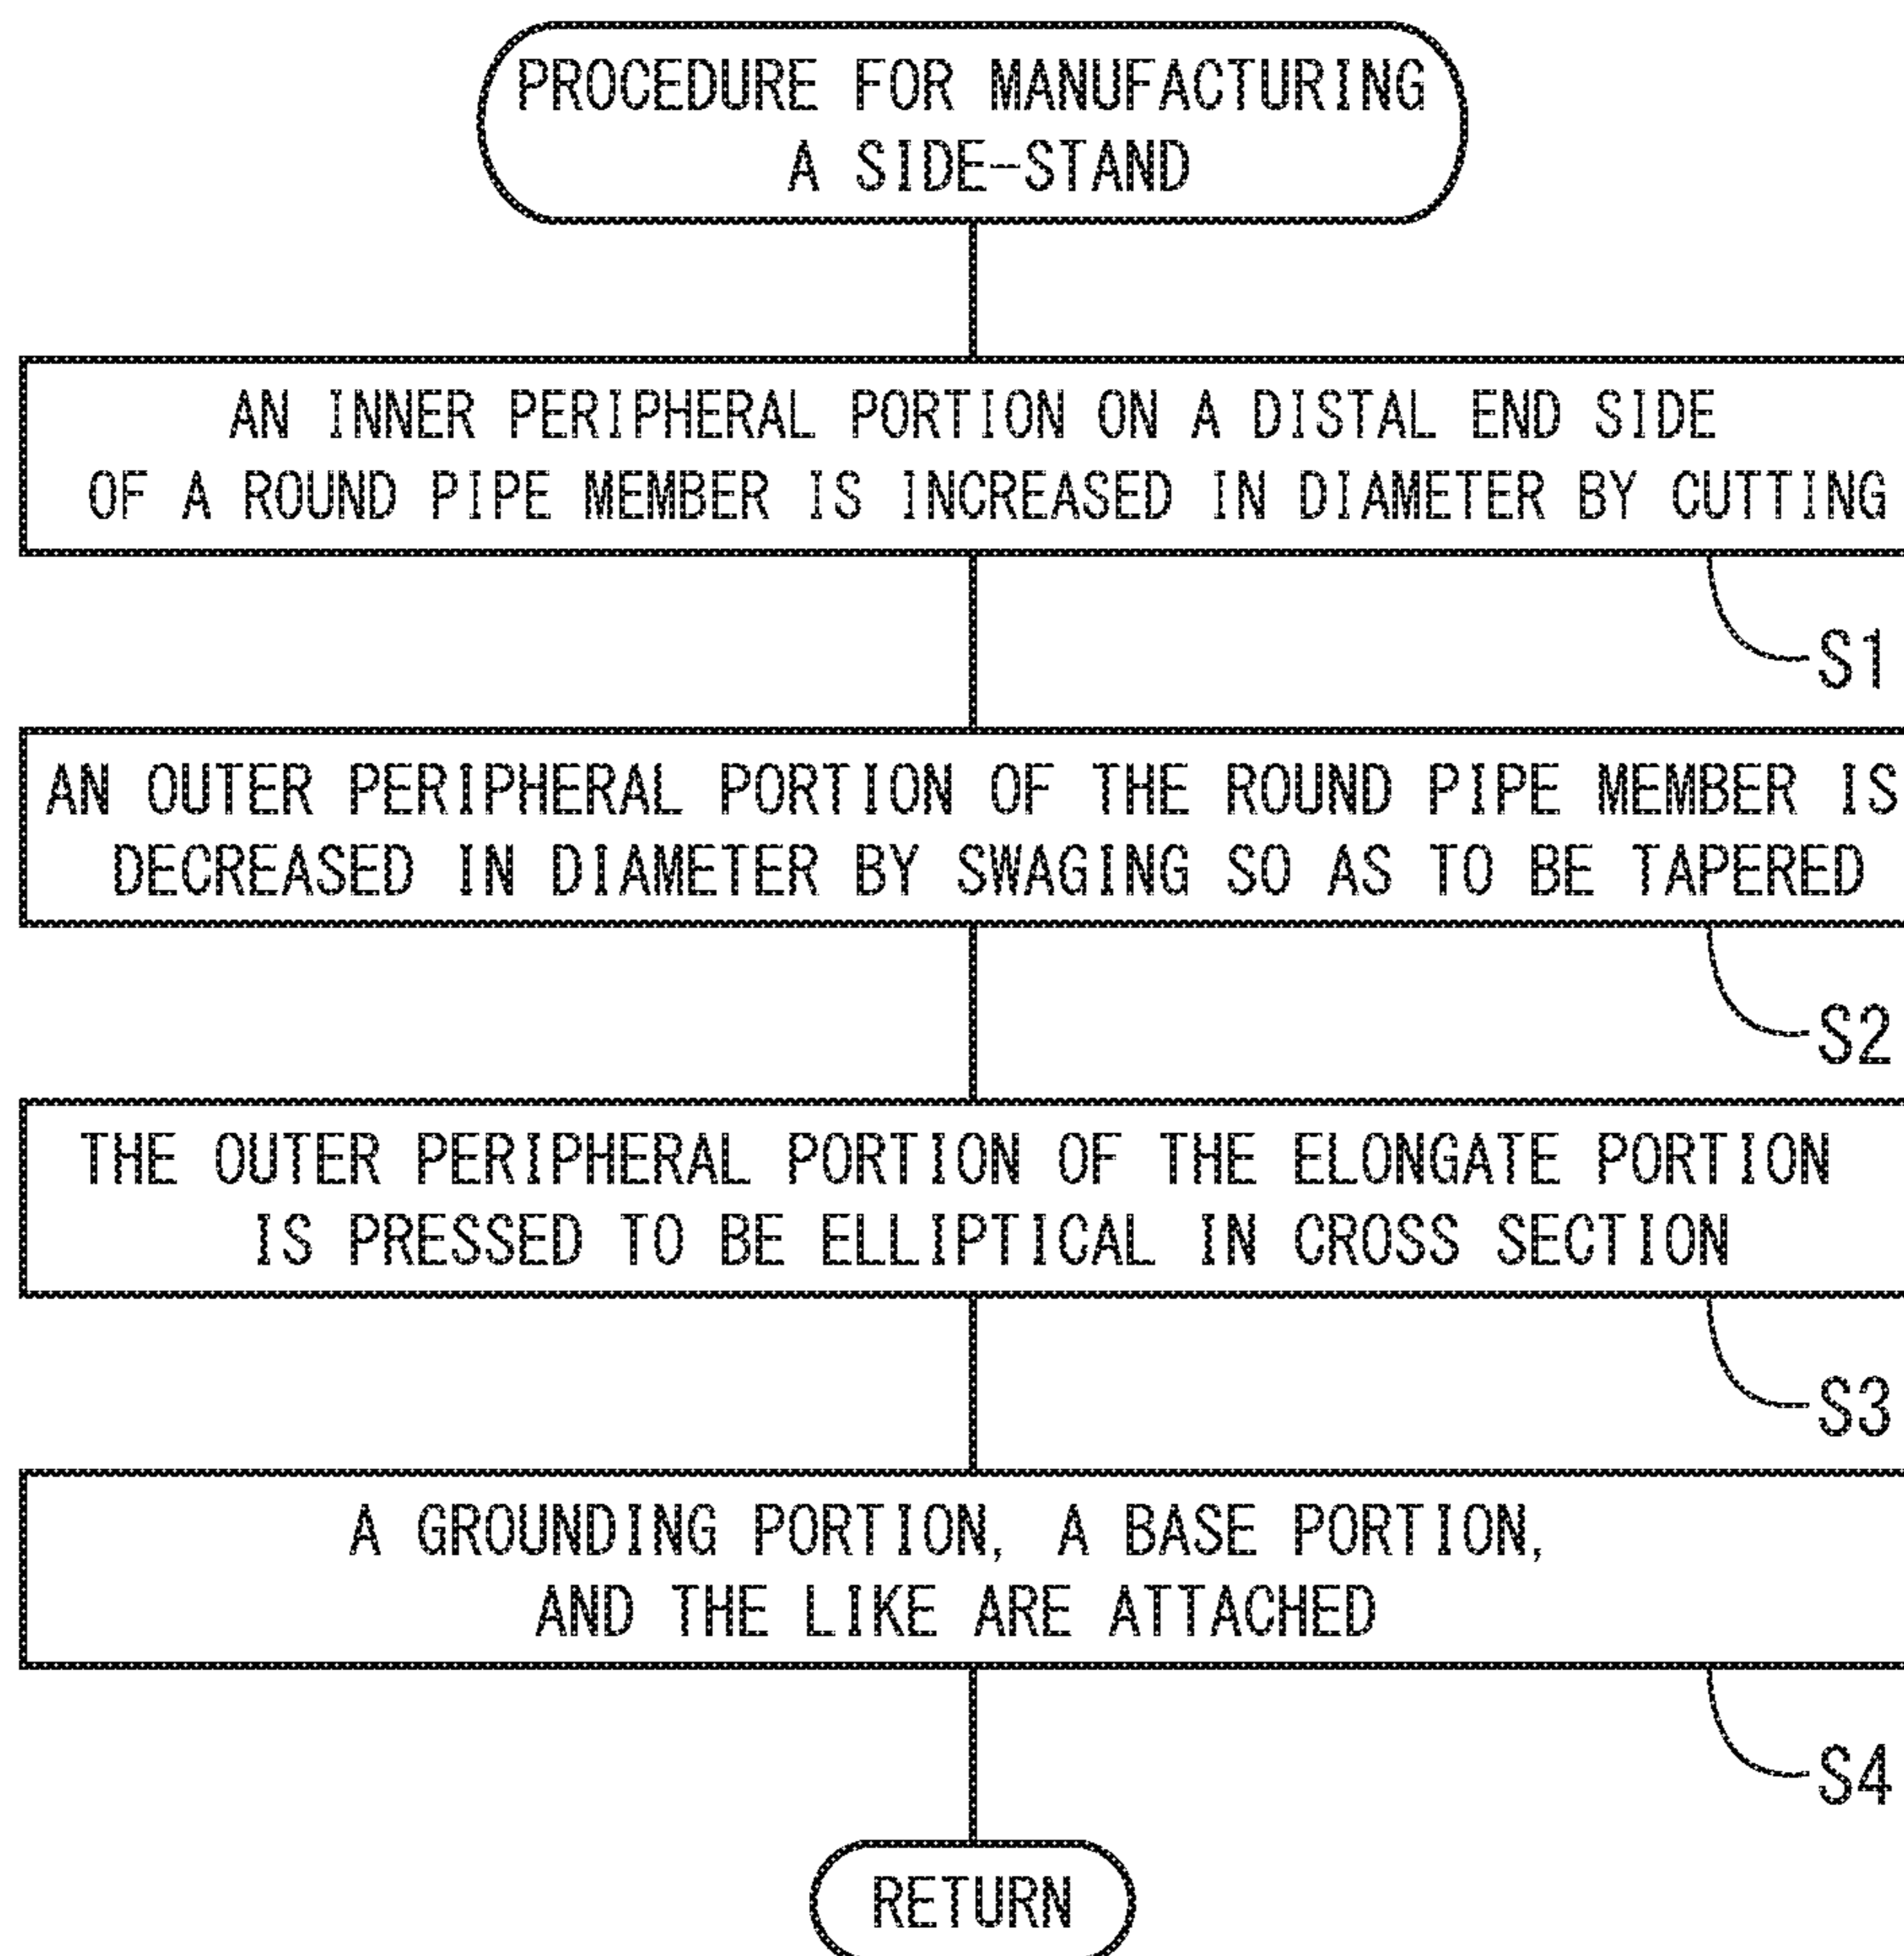 PROCEDURE FOR MANUFACTURING
A SIDE-STAND
AN INNER PERIPHERAL PORTION ON A DISTAL END SIDE
OF A ROUND PIPE MEMBER IS INCREASED IN DIAMETER BY CUTTING
S1
AN OUTER PERIPHERAL PORTION OF THE ROUND PIPE MEMBER IS
DECREASED IN DIAMETER BY SWAGING SO AS TO BE TAPERED
S2
THE OUTER PERIPHERAL PORTION OF THE ELONGATE PORTION
IS PRESSED TO BE ELLIPTICAL IN CROSS SECTION
S3
A GROUNDING PORTION, A BASE PORTION,
AND THE LIKE ARE ATTACHED
S4
RETURN